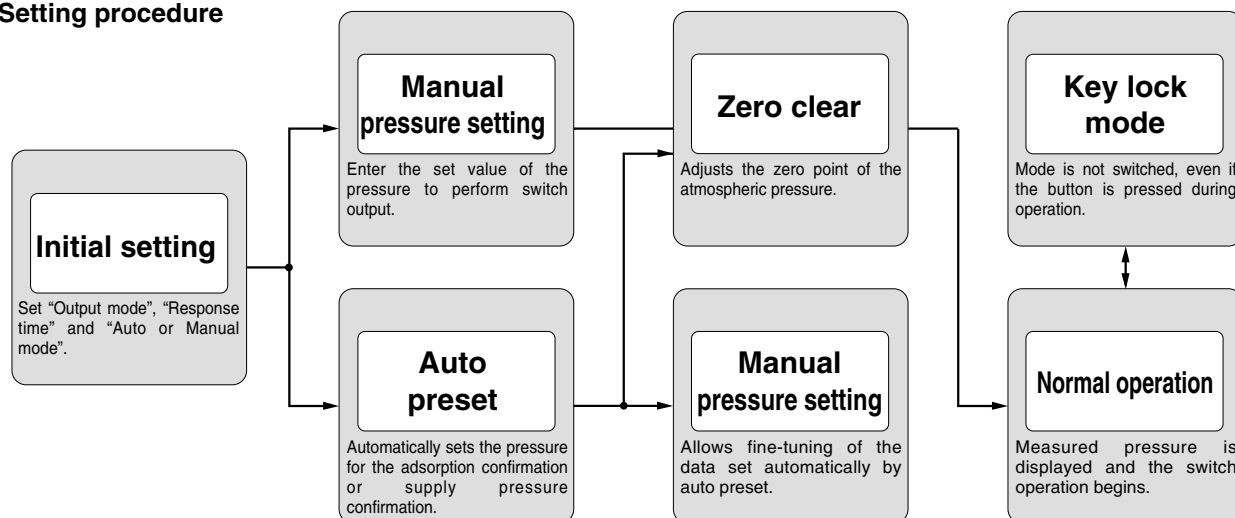 Setting procedure
Initial setting
Set “Output mode”, “Response
time” and “Auto or Manual
mode”.
Manual
pressure setting
Enter the set value of the
pressure to perform switch
output.
Auto
preset
Automatically sets the pressure
for the adsorption confirmation
or supply pressure
confirmation.
Zero clear
Adjusts the zero point of the
atmospheric pressure.
Manual
pressure setting
Allows fine-tuning of the
data set automatically by
auto preset.
Key lock
mode
Mode is not switched, even if
the button is pressed during
operation.
Normal operation
Measured pressure is
displayed and the switch
operation begins.